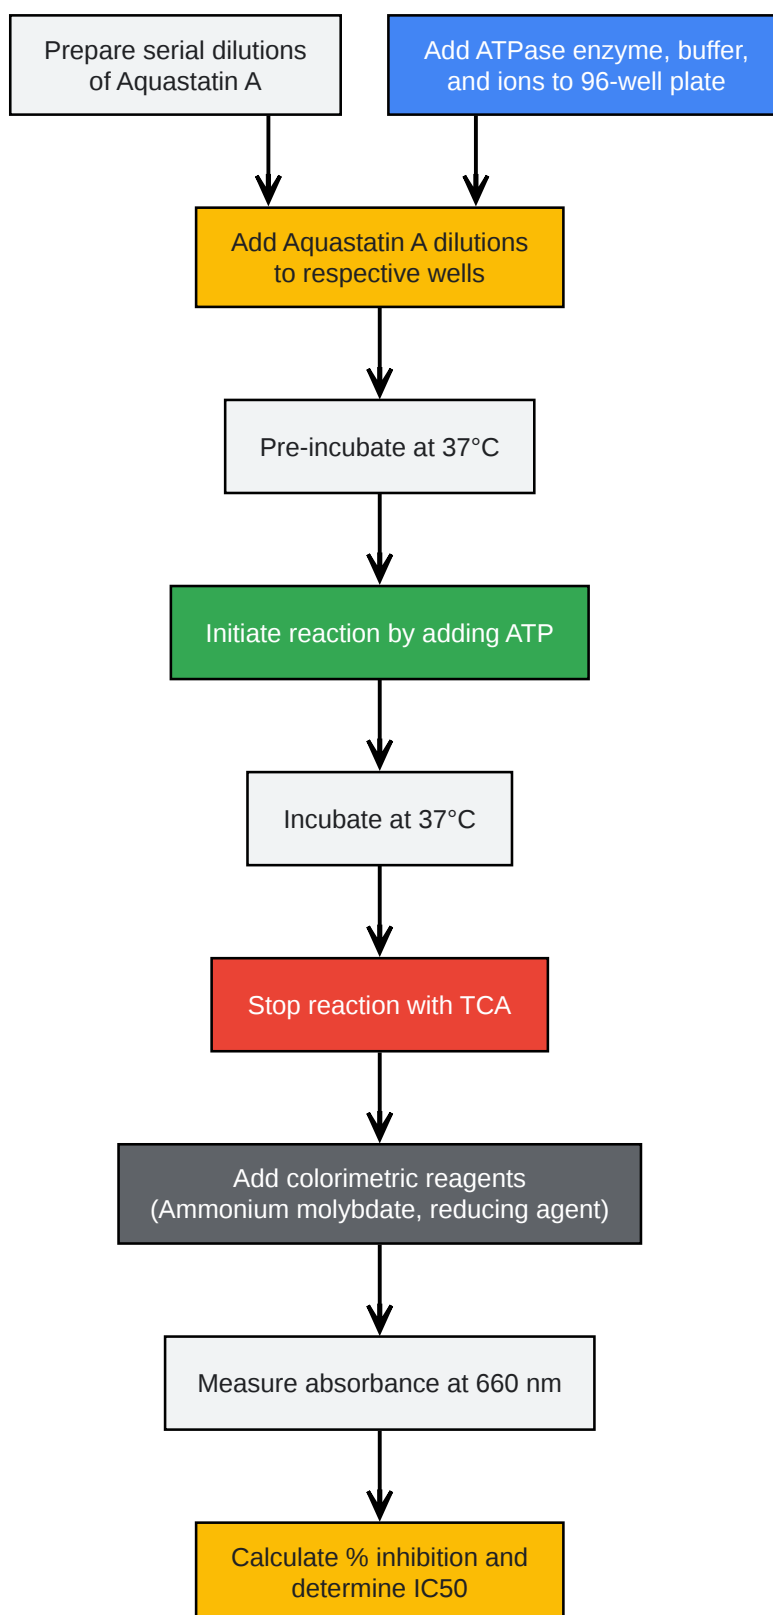 Prepare serial dilutions
of Aquastatin A
Add ATPase enzyme, buffer,
and ions to 96-well plate
Add Aquastatin A dilutions
to respective wells
Pre-incubate at 37°C
Initiate reaction by adding ATP
Incubate at 37°C
Stop reaction with TCA
Add colorimetric reagents
(Ammonium molybdate, reducing agent)
Measure absorbance at 660 nm
Calculate % inhibition and
determine IC50